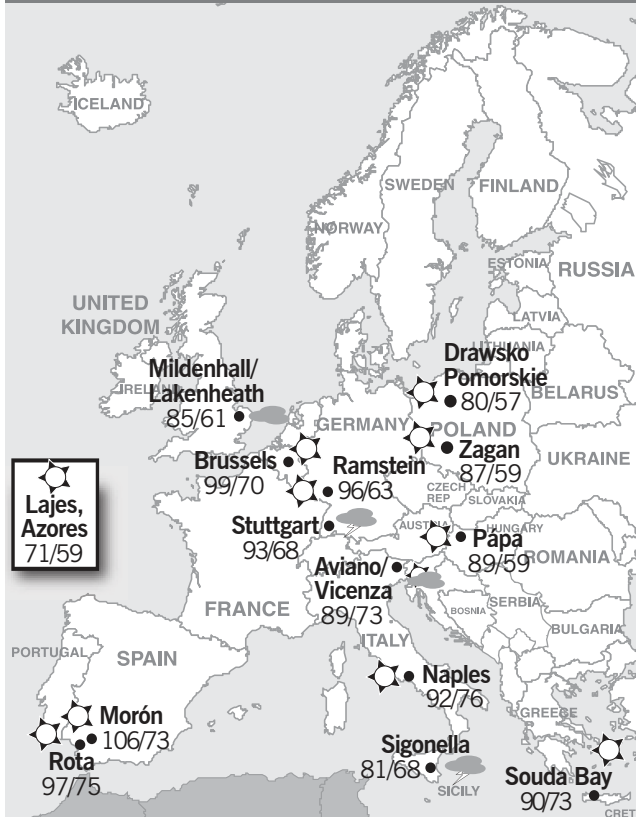 ICELAND
SWEDEN
FINLAND
NORWAY
ESTONIA
RUSSIA
LATVIA
LITHUANIA
UNITED
KINGDOM
IRELAND
Mildenhall/
Lakenheath
85/61
Drawsko
Pomorskie
80/57
BELARUS
GERMANY
POLAND
Zagan
87/59
UKRAINE
Brussels
99/70
Ramstein
96/63
CZECH
REP
SLOVAKIA
Lajes,
Azores
71/59
Stuttgart
93/68
AUSTRIA
HUNGARY
Pápa
89/59
ROMANIA
Aviano/
Vicenza
89/73
FRANCE
BOSNIA
SERBIA
BULGARIA
ITALY
PORTUGAL
SPAIN
Naples
92/76
GREECE
Morón
106/73
Rota
97/75
Sigonella
81/68
SICILY
Souda Bay
90/73
CRET